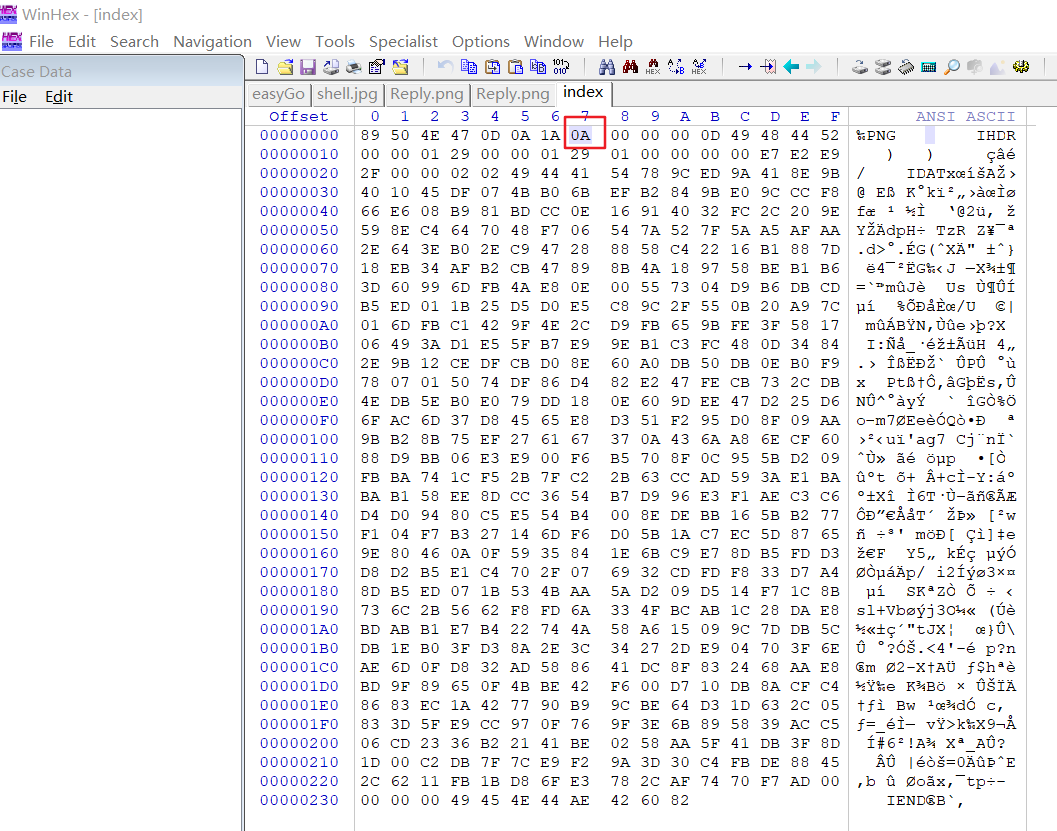 WinHex - [index]
File Edit Search Navigation View Tools Specialist Options Window Help
Case Data
File Edit
easyGo shell.jpg Reply.png Reply.png index
Offset 0 1 2 3 4 5 6 7 8 9 A B C D E F ANSI ASCII
00000000 89 50 4E 47 0D 0A 1A 0A 00 00 00 0D 49 48 44 52 ‰PNG IHDR
00000010 00 00 01 29 00 00 01 29 01 00 00 00 00 E7 E2 E9 ) ) çâé
00000020 2F 00 00 02 02 49 44 41 54 78 9C ED 9A 41 8E 9B / IDATxœíšAŽ›
00000030 40 10 45 DF 07 4B B0 6B EF B2 84 9B E0 9C CC F8 @ Eß K°kï²„›àœÌø
00000040 66 E6 08 B9 81 BD CC 0E 16 91 40 32 FC 2C 20 9E fæ ¹ ½Ì ‘@2ü, ž
00000050 59 8E C4 64 70 48 F7 06 54 7A 52 7F 5A A5 AF AA YŽÄdpH÷ TzR Z¥¯ª
00000060 2E 64 3E B0 2E C9 47 28 88 58 C4 22 16 B1 88 7D .d>°.ÉG(ˆXÄ" ±ˆ}
00000070 18 EB 34 AF B2 CB 47 89 8B 4A 18 97 58 BE B1 B6 ë4¯²ËG‰‹J —X¾±¶
00000080 3D 60 99 6D FB 4A E8 0E 00 55 73 04 D9 B6 DB CD =`™mûJè Us Ù¶ÛÍ
00000090 B5 ED 01 1B 25 D5 D0 E5 C8 9C 2F 55 0B 20 A9 7C µí %ÕÐåÈœ/U ©|
000000A0 01 6D FB C1 42 9F 4E 2C D9 FB 65 9B FE 3F 58 17 mûÁBŸN,Ùûe›þ?X
000000B0 06 49 3A D1 E5 5F B7 E9 9E B1 C3 FC 48 0D 34 84 I:Ñå_·éž±ÃüH 4„
000000C0 2E 9B 12 CE DF CB D0 8E 60 A0 DB 50 DB 0E B0 F9 .› ÎßËÐŽ` ÛPÛ °ù
000000D0 78 07 01 50 74 DF 86 D4 82 E2 47 FE CB 73 2C DB x Ptß†Ô‚âGþËs,Û
000000E0 4E DB 5E B0 E0 79 DD 18 0E 60 9D EE 47 D2 25 D6 NÛ^°àyÝ ` îGÒ%Ö
000000F0 6F AC 6D 37 D8 45 65 E8 D3 51 F2 95 D0 8F 09 AA o¬m7ØEeèÓQò•Ð ª
00000100 9B B2 8B 75 EF 27 61 67 37 0A 43 6A A8 6E CF 60 ›²‹uï'ag7 Cj¨nÏ`
00000110 88 D9 BB 06 E3 E9 00 F6 B5 70 8F 0C 95 5B D2 09 ˆÙ» ãé öµp •[Ò
00000120 FB BA 74 1C F5 2B 7F C2 2B 63 CC AD 59 3A E1 BA ûºt õ+ Â+cÌ-Y:áº
00000130 BA B1 58 EE 8D CC 36 54 B7 D9 96 E3 F1 AE C3 C6 º±Xî Ì6T·Ù–ãñ®ÃÆ
00000140 D4 D0 94 80 C5 E5 54 B4 00 8E DE BB 16 5B B2 77 ÔÐ”€ÅåT´ ŽÞ» [²w
00000150 F1 04 F7 B3 27 14 6D F6 D0 5B 1A C7 EC 5D 87 65 ñ ÷³' möÐ[ Çì]‡e
00000160 9E 80 46 0A 0F 59 35 84 1E 6B C9 E7 8D B5 FD D3 ž€F Y5„ kÉç µýÓ
00000170 D8 D2 B5 E1 C4 70 2F 07 69 32 CD FD F8 33 D7 A4 ØÒµáÄp/ i2Íýø3×¤
00000180 8D B5 ED 07 1B 53 4B AA 5A D2 09 D5 14 F7 1C 8B µí SKªZÒ Õ ÷ ‹
00000190 73 6C 2B 56 62 F8 FD 6A 33 4F BC AB 1C 28 DA E8 sl+Vbøýj3O¼« (Úè
000001A0 BD AB B1 E7 B4 22 74 4A 58 A6 15 09 9C 7D DB 5C ½«±ç´"tJX¦ œ}Û\
000001B0 DB 1E B0 3F D3 8A 2E 3C 34 27 2D E9 04 70 3F 6E Û °?ÓŠ.<4'-é p?n
000001C0 AE 6D 0F D8 32 AD 58 86 41 DC 8F 83 24 68 AA E8 ®m Ø2-X†AÜ ƒ$hªè
000001D0 BD 9F 89 65 0F 4B BE 42 F6 00 D7 10 DB 8A CF C4 ½Ÿ‰e K¾Bö × ÛŠÏÄ
000001E0 86 83 EC 1A 42 77 90 B9 9C BE 64 D3 1D 63 2C 05 †ƒì Bw ¹œ¾dÓ c,
000001F0 83 3D 5F E9 CC 97 0F 76 9F 3E 6B 89 58 39 AC C5 ƒ=_éÌ— vŸ>k‰X9¬Å
00000200 06 CD 23 36 B2 21 41 BE 02 58 AA 5F 41 DB 3F 8D Í#6²!A¾ Xª_AÛ?
00000210 1D 00 C2 DB 7F 7C E9 F2 9A 3D 30 C4 FB DE 88 45 ÂÛ |éòš=0ÄûÞˆE
00000220 2C 62 11 FB 1B D8 6F E3 78 2C AF 74 70 F7 AD 00 ,b û Øoãx,¯tp÷-
00000230 00 00 00 49 45 4E 44 AE 42 60 82 IEND®B`‚